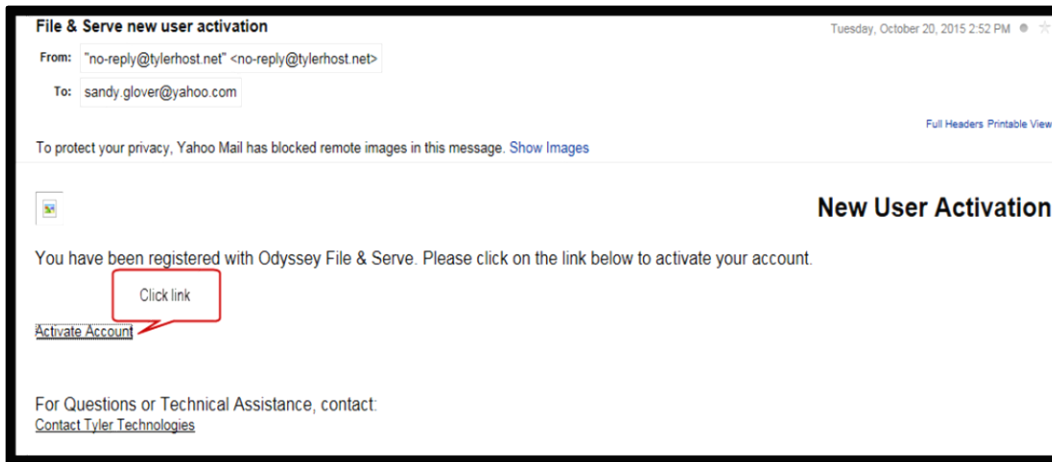 File & Serve new user activation
Tuesday, October 20, 2015 2:52 PM
From: "no-reply@tylerhost.net" <no-reply@tylerhost.net>
To: sandy.glover@yahoo.com
Full Headers Printable View
To protect your privacy, Yahoo Mail has blocked remote images in this message. Show Images
New User Activation
You have been registered with Odyssey File & Serve. Please click on the link below to activate your account.
Click link
Activate Account
For Questions or Technical Assistance, contact:
Contact Tyler Technologies